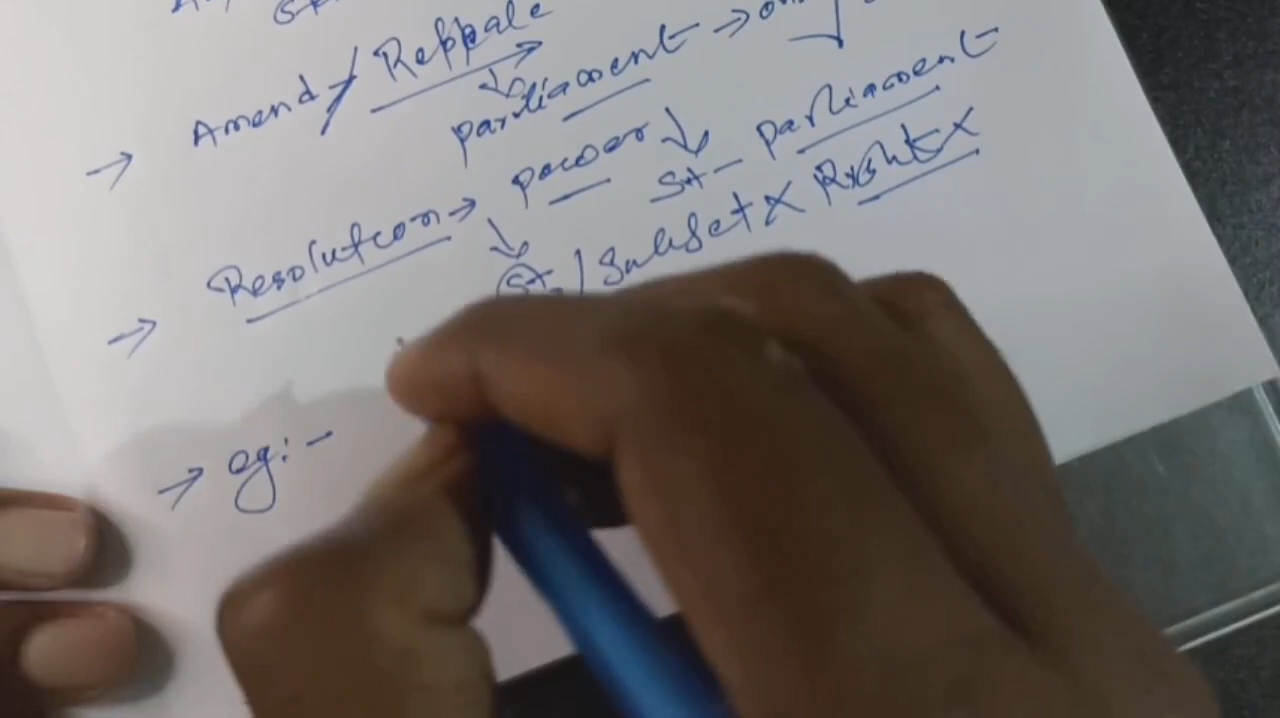 → Amend / Reppale
parliament →
→ Resolution → power St - parliament
St. / Subject x Right x
→ eg: -